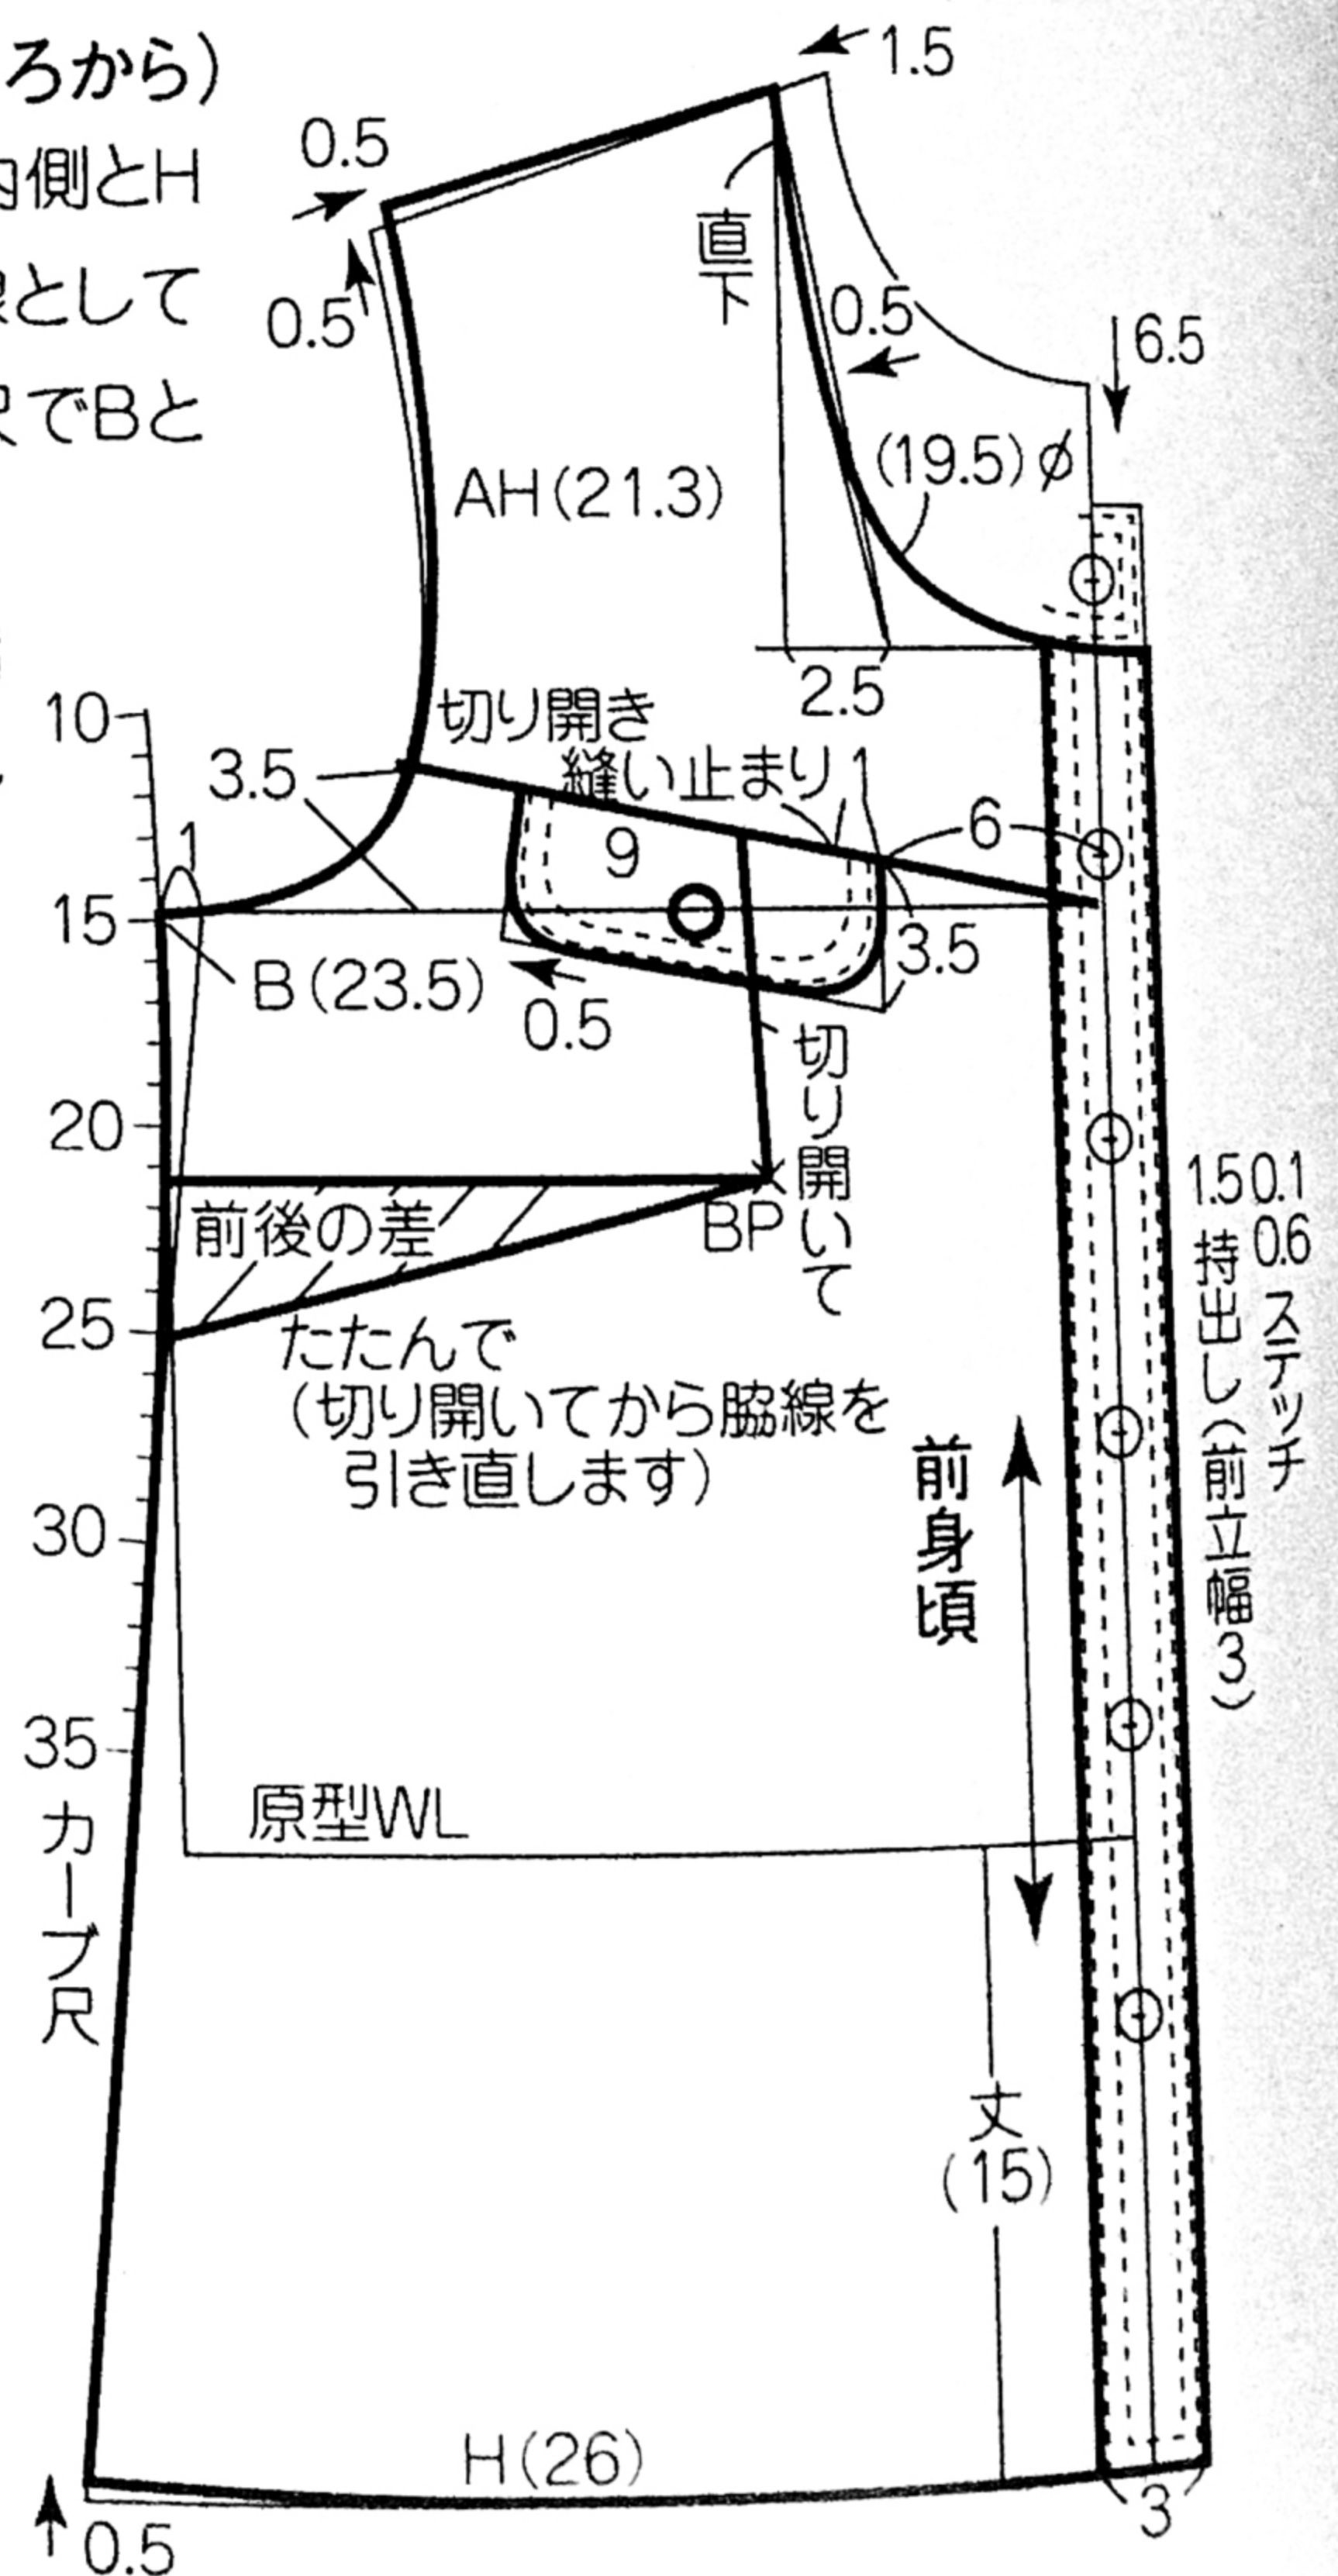 ろから)
内側とH
線として
尺でBと
1.5
0.5
0.5
直下
0.5
6.5
(19.5)φ
AH(21.3)
2.5
10
切り開き
3.5
縫い止まり
1
6
1
9
15
B(23.5)
3.5
0.5
切り開いて
20
前後の差
BP
1.5 0.1
0.6 ステッチ
持出し(前立幅3)
25
たたんで
(切り開いてから脇線を
引き直します)
前身頃
30
35
カーブ尺
原型WL
丈
(15)
H(26)
3
0.5